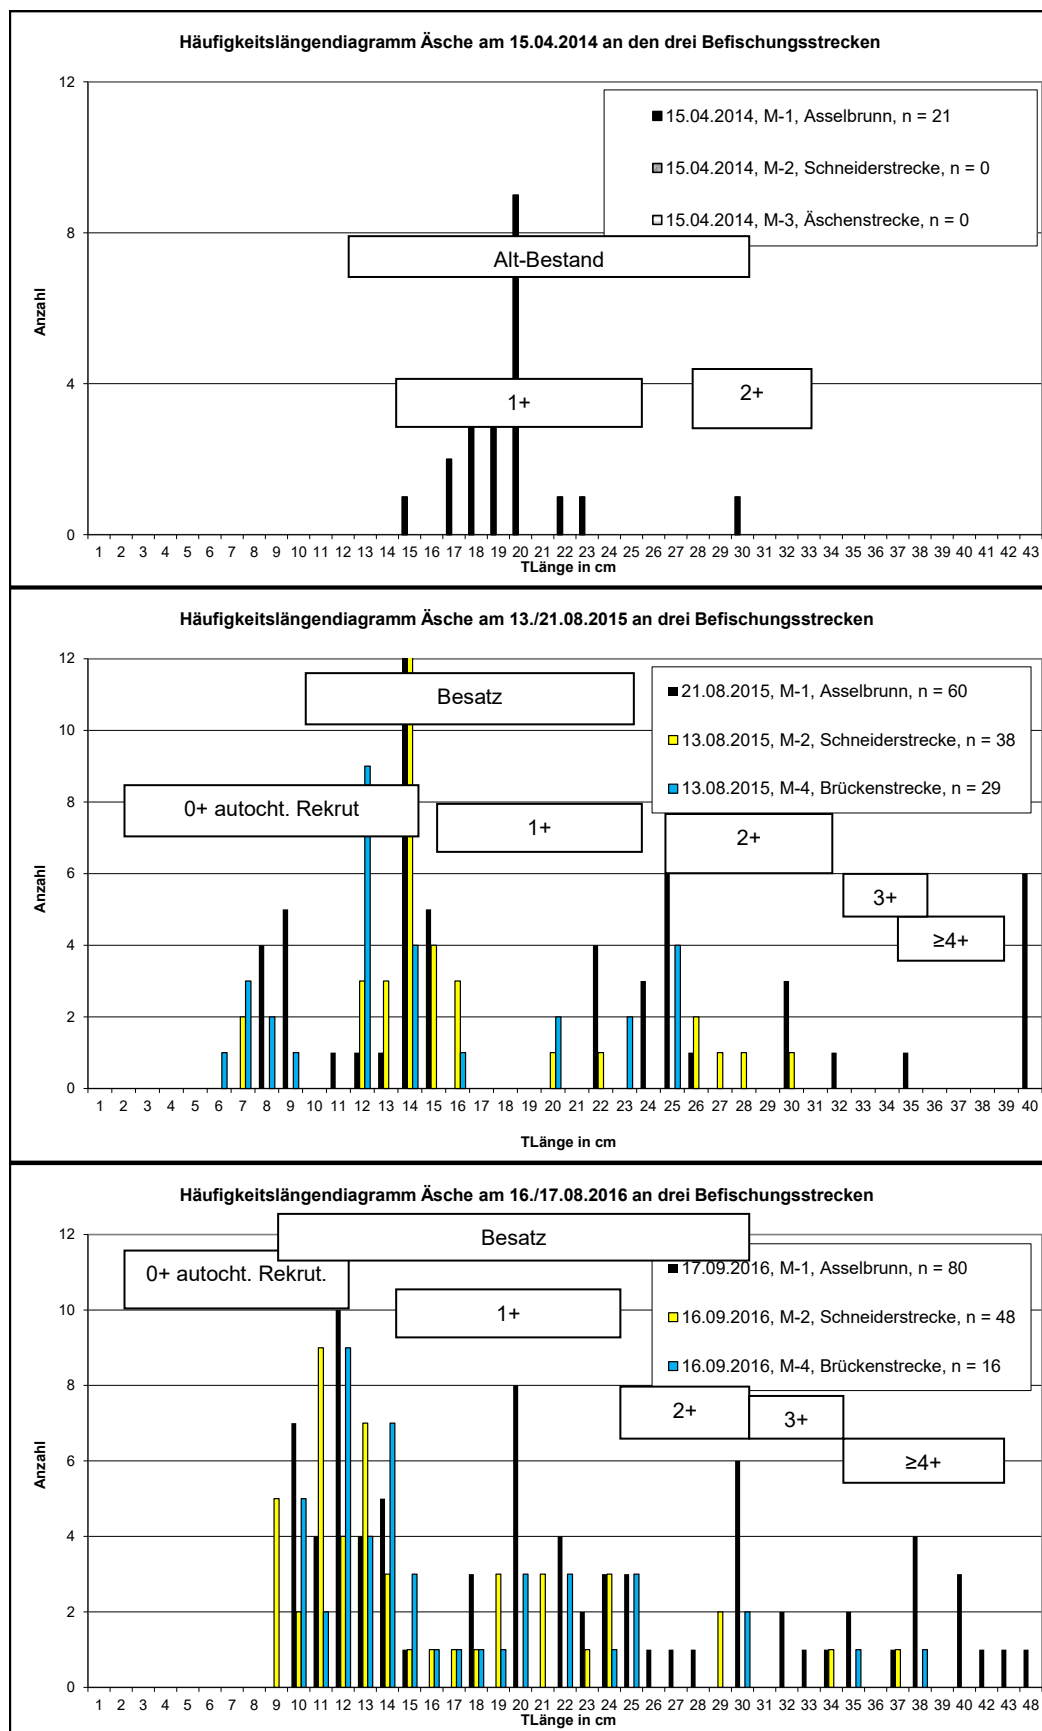 Häufigkeitslängendiagramm Äsche am 15.04.2014 an den drei Befischungsstrecken
12
8
4
0
Anzahl
15.04.2014, M-1, Asselbrunn, n = 21
15.04.2014, M-2, Schneiderstrecke, n = 0
15.04.2014, M-3, Äschenstrecke, n = 0
Alt-Bestand
1+
2+
1 2 3 4 5 6 7 8 9 10 11 12 13 14 15 16 17 18 19 20 21 22 23 24 25 26 27 28 29 30 31 32 33 34 35 36 37 38 39 40 41 42 43
TLänge in cm
Häufigkeitslängendiagramm Äsche am 13./21.08.2015 an drei Befischungsstrecken
12
10
8
6
4
2
0
Anzahl
21.08.2015, M-1, Asselbrunn, n = 60
13.08.2015, M-2, Schneiderstrecke, n = 38
13.08.2015, M-4, Brückenstrecke, n = 29
Besatz
0+ autocht. Rekrut
1+
2+
3+
≥4+
1 2 3 4 5 6 7 8 9 10 11 12 13 14 15 16 17 18 19 20 21 22 23 24 25 26 27 28 29 30 31 32 33 35 36 37 38 39 40
TLänge in cm
Häufigkeitslängendiagramm Äsche am 16./17.08.2016 an drei Befischungsstrecken
12
10
8
6
4
2
0
Anzahl
Besatz
0+ autocht. Rekrut.
17.09.2016, M-1, Asselbrunn, n = 80
16.09.2016, M-2, Schneiderstrecke, n = 48
16.09.2016, M-4, Brückenstrecke, n = 16
1+
2+
3+
≥4+
1 2 3 4 5 6 7 8 9 10 11 12 13 14 15 16 17 18 19 20 21 22 23 24 25 26 27 28 29 30 31 32 33 34 35 36 37 38 39 40 42 43 48
TLänge in cm